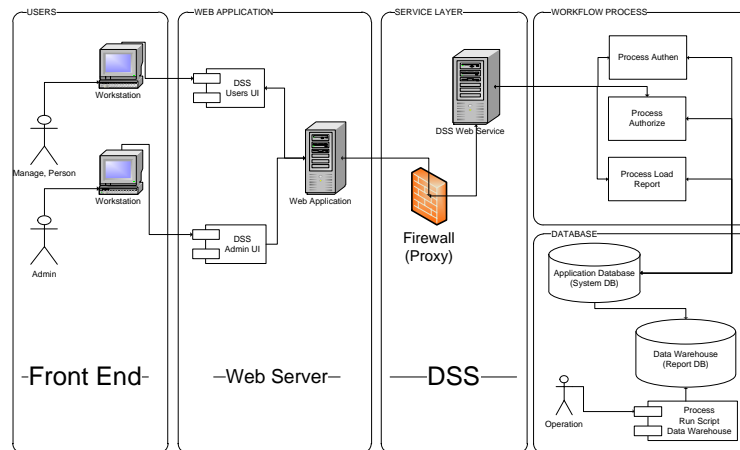 USERS
Workstation
Manage, Person
Workstation
Admin
Front End
WEB APPLICATION
DSS
Users UI
Web Application
DSS
Admin UI
Web Server
SERVICE LAYER
DSS Web Service
Firewall
(Proxy)
DSS
WORKFLOW PROCESS
Process Authen
Process
Authorize
Process Load
Report
DATABASE
Application Database
(System DB)
Data Warehouse
(Report DB)
Operation
Process
Run Script
Data Warehouse